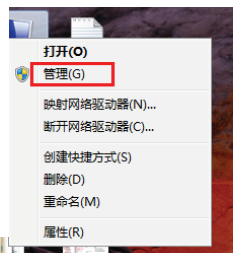 打开(O)
管理(G)
映射网络驱动器(N)...
断开网络驱动器(C)...
创建快捷方式(S)
删除(D)
重命名(M)
属性(R)